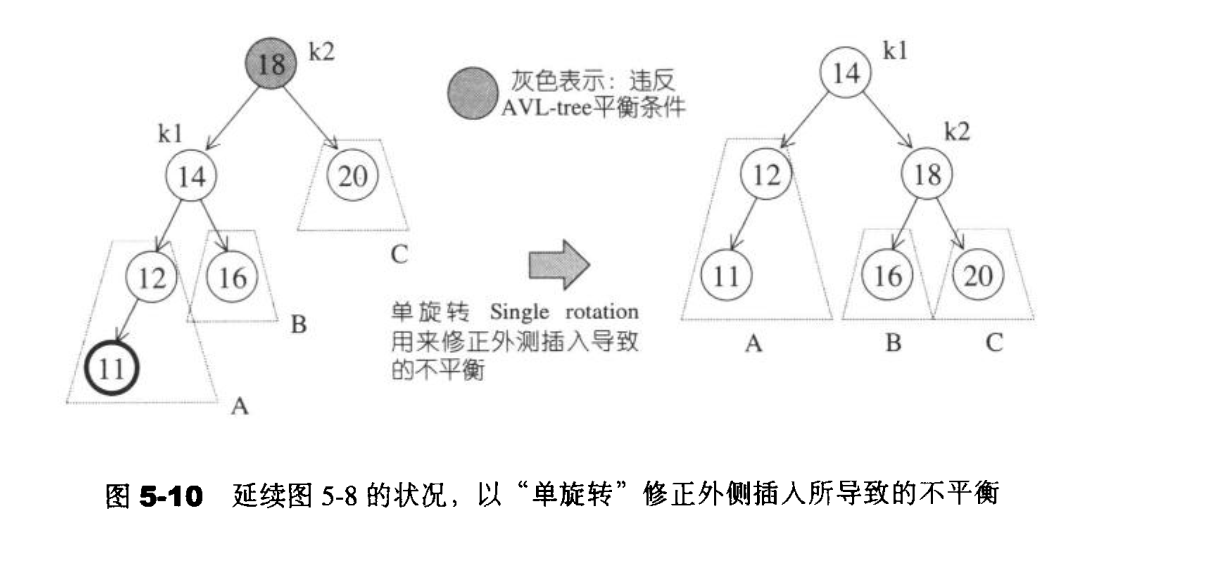 18 k2
k1
14
20
C
12
16
B
11
A
灰色表示：违反
AVL-tree平衡条件
单旋转 Single rotation
用来修正外测插入导致
的不平衡
14 k1
k2
12
18
11
16
20
A
B
C
图 5-10 延续图 5-8 的状况，以“单旋转”修正外侧插入所导致的不平衡